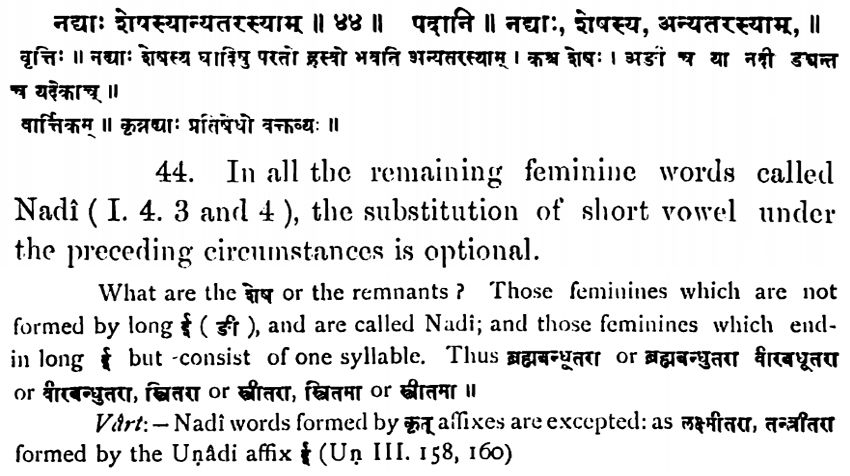 नद्याः शेषस्यान्यतरस्याम् ॥ ४४ ॥ पदानि ॥ नद्याः, शेषस्य, अन्यतरस्याम्, ॥
वृत्तिः ॥ नद्याः शेषस्य घादिषु परतो ह्रस्वो भवति अन्यतरस्याम् । कश्च शेषः । अङी च या नदी ङ्यन्त
च यदेकाच् ॥
वार्त्तिकम् ॥ कृन्नद्याः प्रतिषेधो वक्तव्यः ॥
44. In all the remaining feminine words called
Nadî ( I. 4. 3 and 4 ), the substitution of short vowel under
the preceding circumstances is optional.
What are the शेष or the remnants ? Those feminines which are not
formed by long ई ( ङी ), and are called Nadî; and those feminines which end-
in long ई but -consist of one syllable. Thus ब्रह्मबन्धूतरा or ब्रह्मबन्धुतरा वीरबधूतरा
or वीरबन्धुतरा, स्त्रितरा or स्त्रीतरा, स्त्रितमा or स्त्रीतमा ॥
Vârt:— Nadî words formed by कृत् affixes are excepted: as लक्ष्मीतरा, तन्त्रीतरा
formed by the Uṇâdi affix ई (Uṇ III. 158, 160)